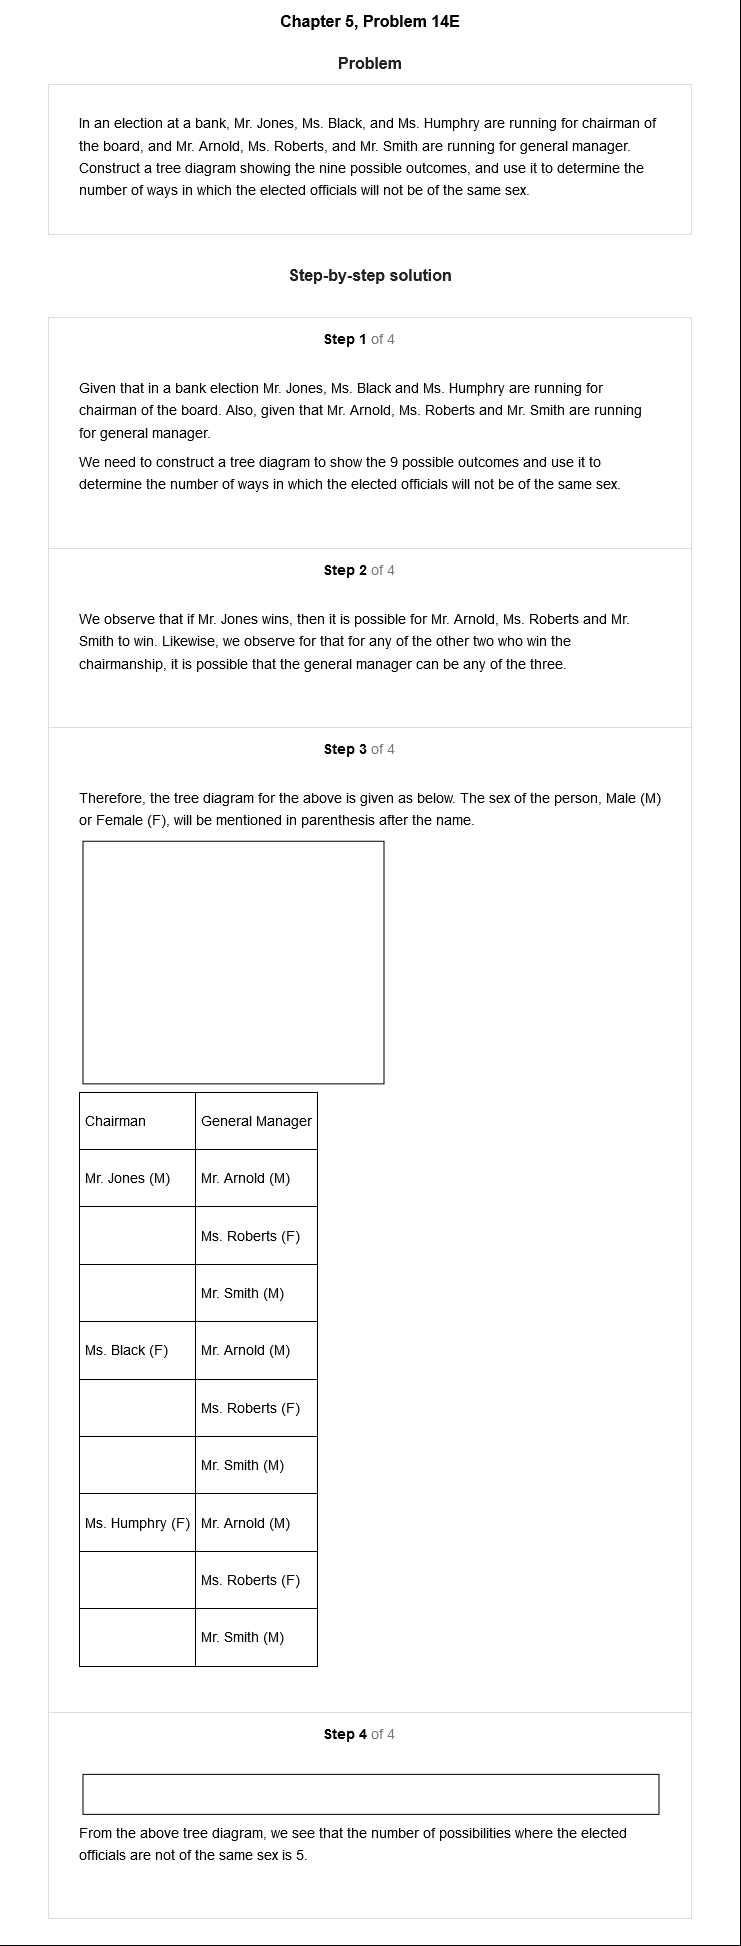 Chapter 5, Problem 14E
Problem
In an election at a bank, Mr. Jones, Ms. Black, and Ms. Humphry are running for chairman of
the board, and Mr. Arnold, Ms. Roberts, and Mr. Smith are running for general manager.
Construct a tree diagram showing the nine possible outcomes, and use it to determine the
number of ways in which the elected officials will not be of the same sex.
Step-by-step solution
Step 1 of 4
Given that in a bank election Mr. Jones, Ms. Black and Ms. Humphry are running for
chairman of the board. Also, given that Mr. Arnold, Ms. Roberts and Mr. Smith are running
for general manager.
We need to construct a tree diagram to show the 9 possible outcomes and use it to
determine the number of ways in which the elected officials will not be of the same sex.
Step 2 of 4
We observe that if Mr. Jones wins, then it is possible for Mr. Arnold, Ms. Roberts and Mr.
Smith to win. Likewise, we observe for that for any of the other two who win the
chairmanship, it is possible that the general manager can be any of the three.
Step 3 of 4
Therefore, the tree diagram for the above is given as below. The sex of the person, Male (M)
or Female (F), will be mentioned in parenthesis after the name.
Chairman General Manager
Mr. Jones (M) Mr. Arnold (M)
Ms. Roberts (F)
Mr. Smith (M)
Ms. Black (F) Mr. Arnold (M)
Ms. Roberts (F)
Mr. Smith (M)
Ms. Humphry (F) Mr. Arnold (M)
Ms. Roberts (F)
Mr. Smith (M)
Step 4 of 4
From the above tree diagram, we see that the number of possibilities where the elected
officials are not of the same sex is 5.